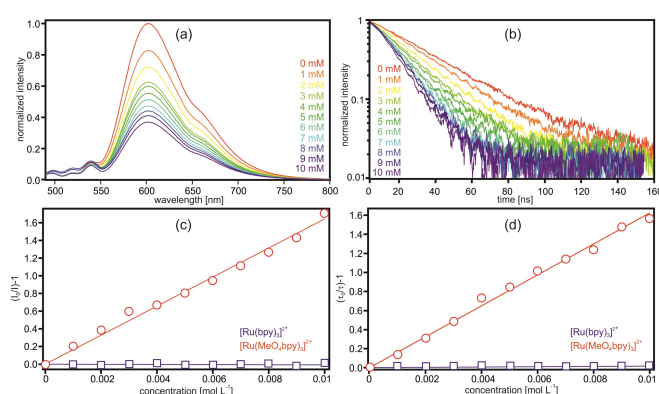 (a)
normalized intensity
1.0
0.8
0.6
0.4
0.2
0.0
0 mM
1 mM
2 mM
3 mM
4 mM
5 mM
6 mM
7 mM
8 mM
9 mM
10 mM
500 550 600 650 700 750 800
wavelength [nm]
(b)
normalized intensity
1
0.1
0.01
0 mM
1 mM
2 mM
3 mM
4 mM
5 mM
6 mM
7 mM
8 mM
9 mM
10 mM
0 20 40 60 80 100 120 140 160
time [ns]
(c)
(I₀/I)-1
1.6
1.4
1.2
1.0
0.8
0.6
0.4
0.2
0.0
[Ru(bpy)₃]²⁺
[Ru(MeO₄bpy)₃]²⁺
0.000 0.002 0.004 0.006 0.008 0.01
concentration [mol L⁻¹]
(d)
(τ₀/τ)-1
1.6
1.4
1.2
1.0
0.8
0.6
0.4
0.2
0.0
[Ru(bpy)₃]²⁺
[Ru(MeO₄bpy)₃]²⁺
0.002 0.004 0.006 0.008 0.01
concentration [mol L⁻¹]